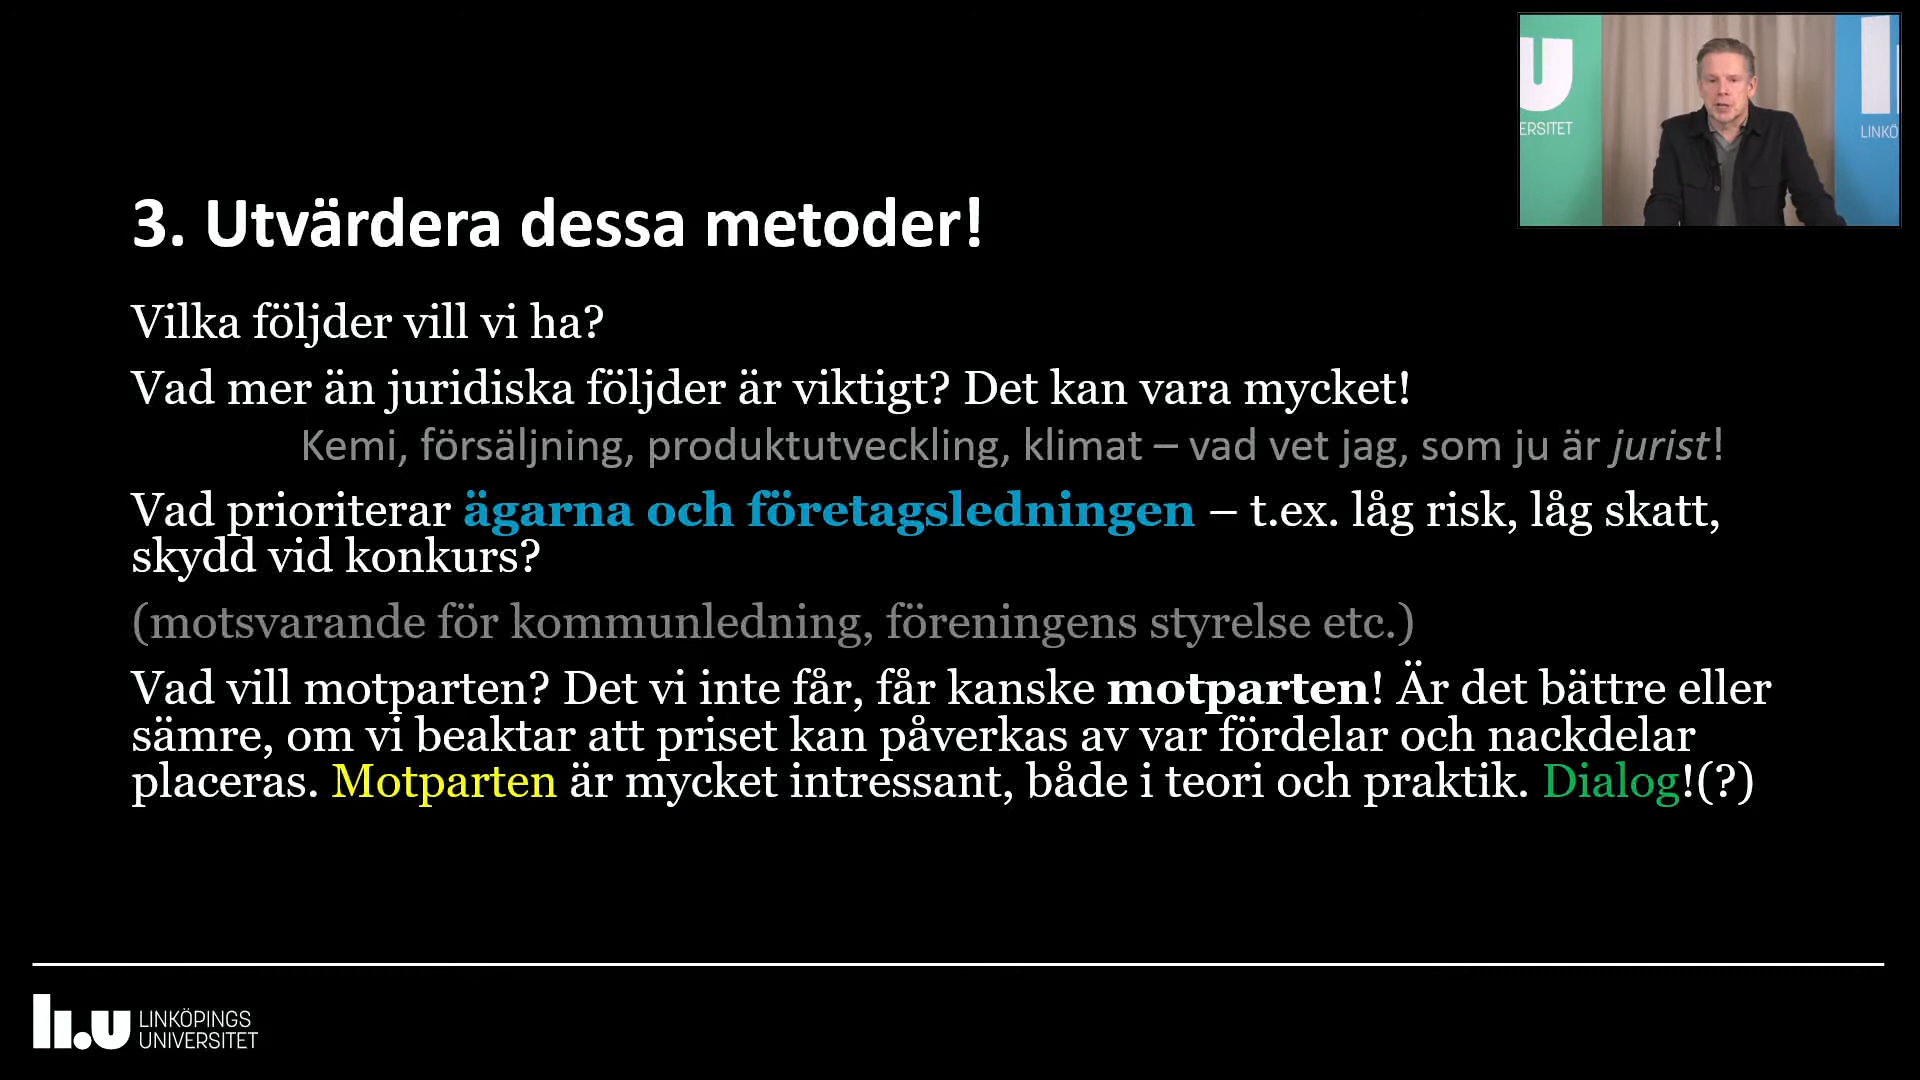 3. Utvärdera dessa metoder!
Vilka följder vill vi ha?
Vad mer än juridiska följder är viktigt? Det kan vara mycket!
Kemi, försäljning, produktutveckling, klimat – vad vet jag, som ju är jurist!
Vad prioriterar ägarna och företagsledningen – t.ex. låg risk, låg skatt,
skydd vid konkurs?
(motsvarande för kommunledning, föreningens styrelse etc.)
Vad vill motparten? Det vi inte får, får kanske motparten! Är det bättre eller
sämre, om vi beaktar att priset kan påverkas av var fördelar och nackdelar
placeras. Motparten är mycket intressant, både i teori och praktik. Dialog!(?)
li.u LINKÖPINGS
UNIVERSITET
U
ERSITET
LINKÖ